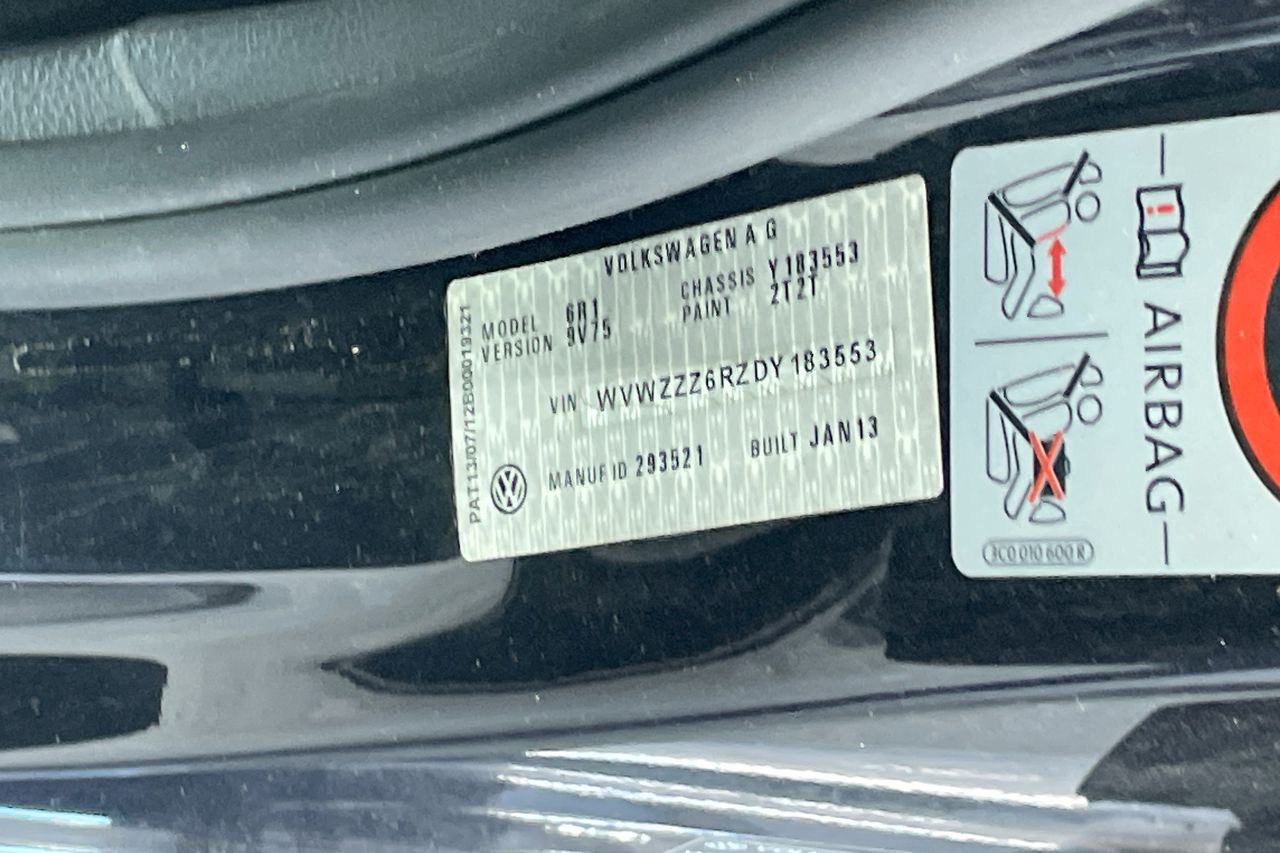 VOLKSWAGEN A G
MODEL 6R1 CHASSIS Y183553
VERSION 9V75 PAINT 2T2T
VIN WVWZZZ6RZDY183553
MANUF ID 293521 BUILT JAN13
PAT13/07/12B00019321
AIRBAG
3C0 010 600 R